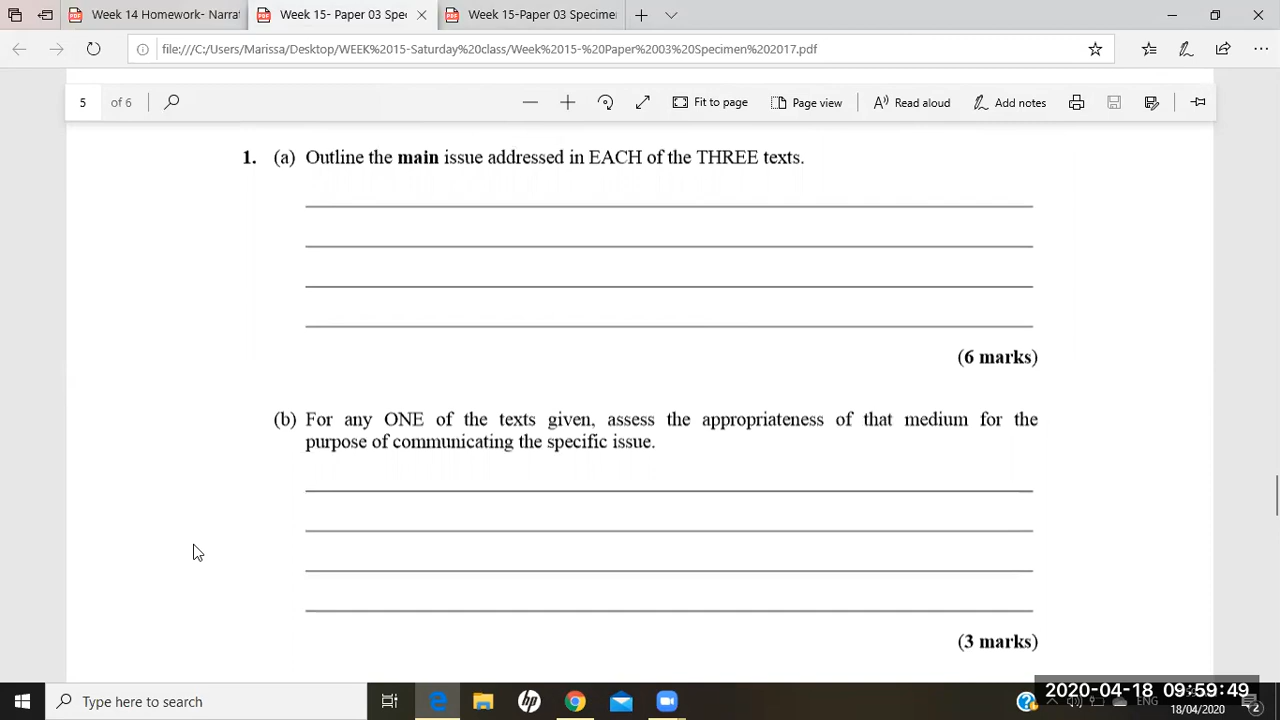 Week 14 Homework- Narrat
Week 15- Paper 03 Spec
Week 15-Paper 03 Specimen
file:///C:/Users/Marissa/Desktop/WEEK%2015-Saturday%20class/Week%2015-%20Paper%2003%20Specimen%202017.pdf
5 of 6
Fit to page
Page view
Read aloud
Add notes
1. (a) Outline the main issue addressed in EACH of the THREE texts.
(6 marks)
(b) For any ONE of the texts given, assess the appropriateness of that medium for the
purpose of communicating the specific issue.
(3 marks)
Type here to search
2020-04-18 09:59:49
ENG
18/04/2020
2